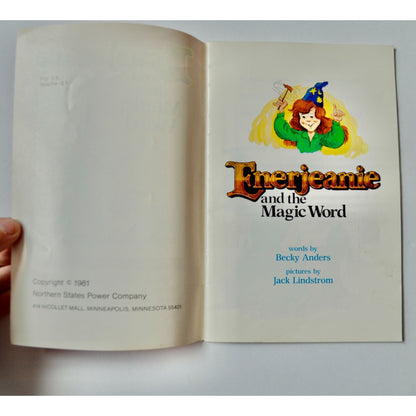 Copyright © 1981
Northern States Power Company
414 NICOLLET MALL, MINNEAPOLIS, MINNESOTA 55401
Enerjeanie
and the
Magic Word
words by
Becky Anders
pictures by
Jack Lindstrom